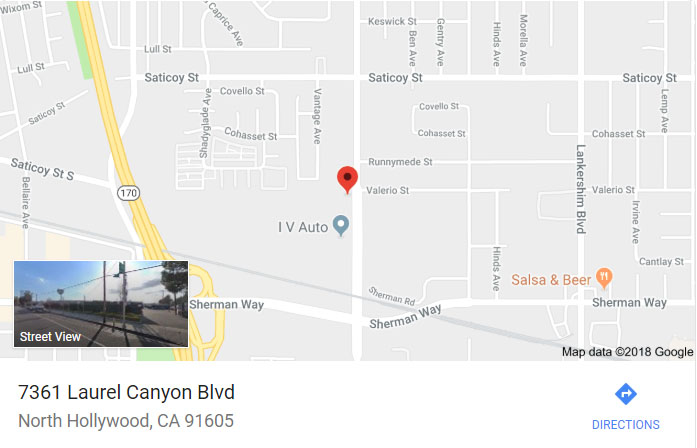 Wixom St
Keswick St
Morella Ave
Ben Ave
Gentry Ave
Hinds Ave
Lull St
Lull St
Saticoy St
Saticoy St
Saticoy St
Covello St
Lemp Ave
Shadyglade Ave
Vantage Ave
Covello St
Saticoy St
Cohasset St
Cohasset St
Cohasset St
Saticoy St S
Runnymede St
Lankershim Blvd
Bellaire Ave
170
Valerio St
Valerio St
Irvine Ave
I V Auto
Hinds Ave
Cantlay St
Salsa & Beer
Sherman Rd
Sherman Way
Sherman Way
Sherman Way
Street View
Map data ©2018 Google
7361 Laurel Canyon Blvd
North Hollywood, CA 91605
DIRECTIONS